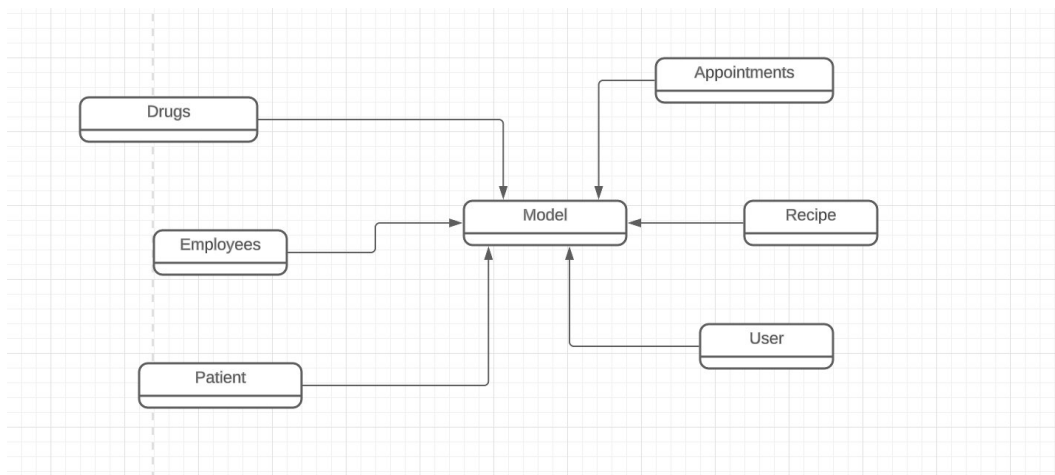 Appointments
Drugs
Model
Recipe
Employees
User
Patient